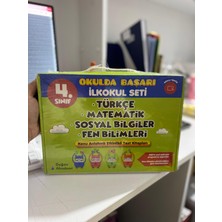 4.
SINIF
OKULDA BAŞARI
İLKOKUL SETİ
TÜRKÇE
MATEMATİK
SOSYAL BİLGİLER
FEN BİLİMLERİ